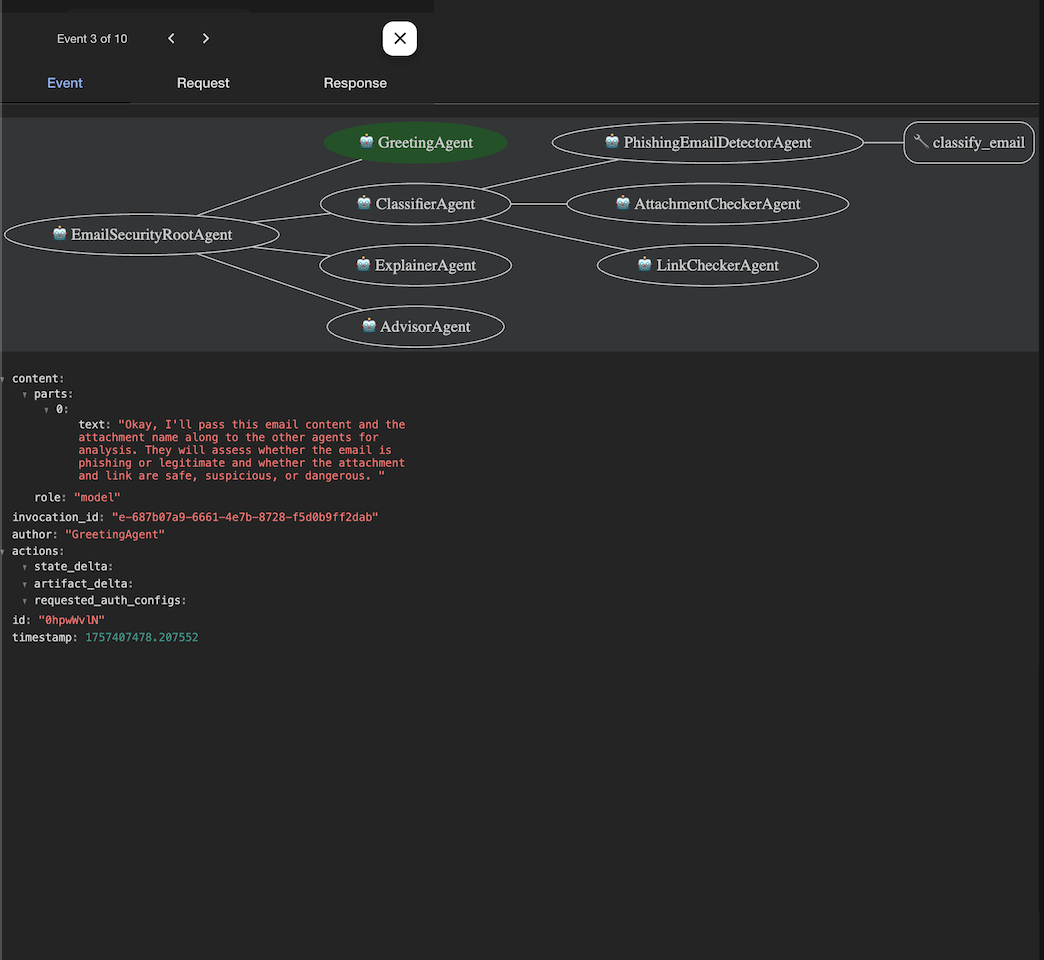 Event 3 of 10
Event Request Response
GreetingAgent
PhishingEmailDetectorAgent
classify_email
ClassifierAgent
AttachmentCheckerAgent
EmailSecurityRootAgent
ExplainerAgent
LinkCheckerAgent
AdvisorAgent
content:
parts:
0:
text: "Okay, I'll pass this email content and the
attachment name along to the other agents for
analysis. They will assess whether the email is
phishing or legitimate and whether the attachment
and link are safe, suspicious, or dangerous. "
role: "model"
invocation_id: "e-687b07a9-6661-4e7b-8728-f5d0b9ff2dab"
author: "GreetingAgent"
actions:
state_delta:
artifact_delta:
requested_auth_configs:
id: "0hpwWvlN"
timestamp: 1757407478.207552